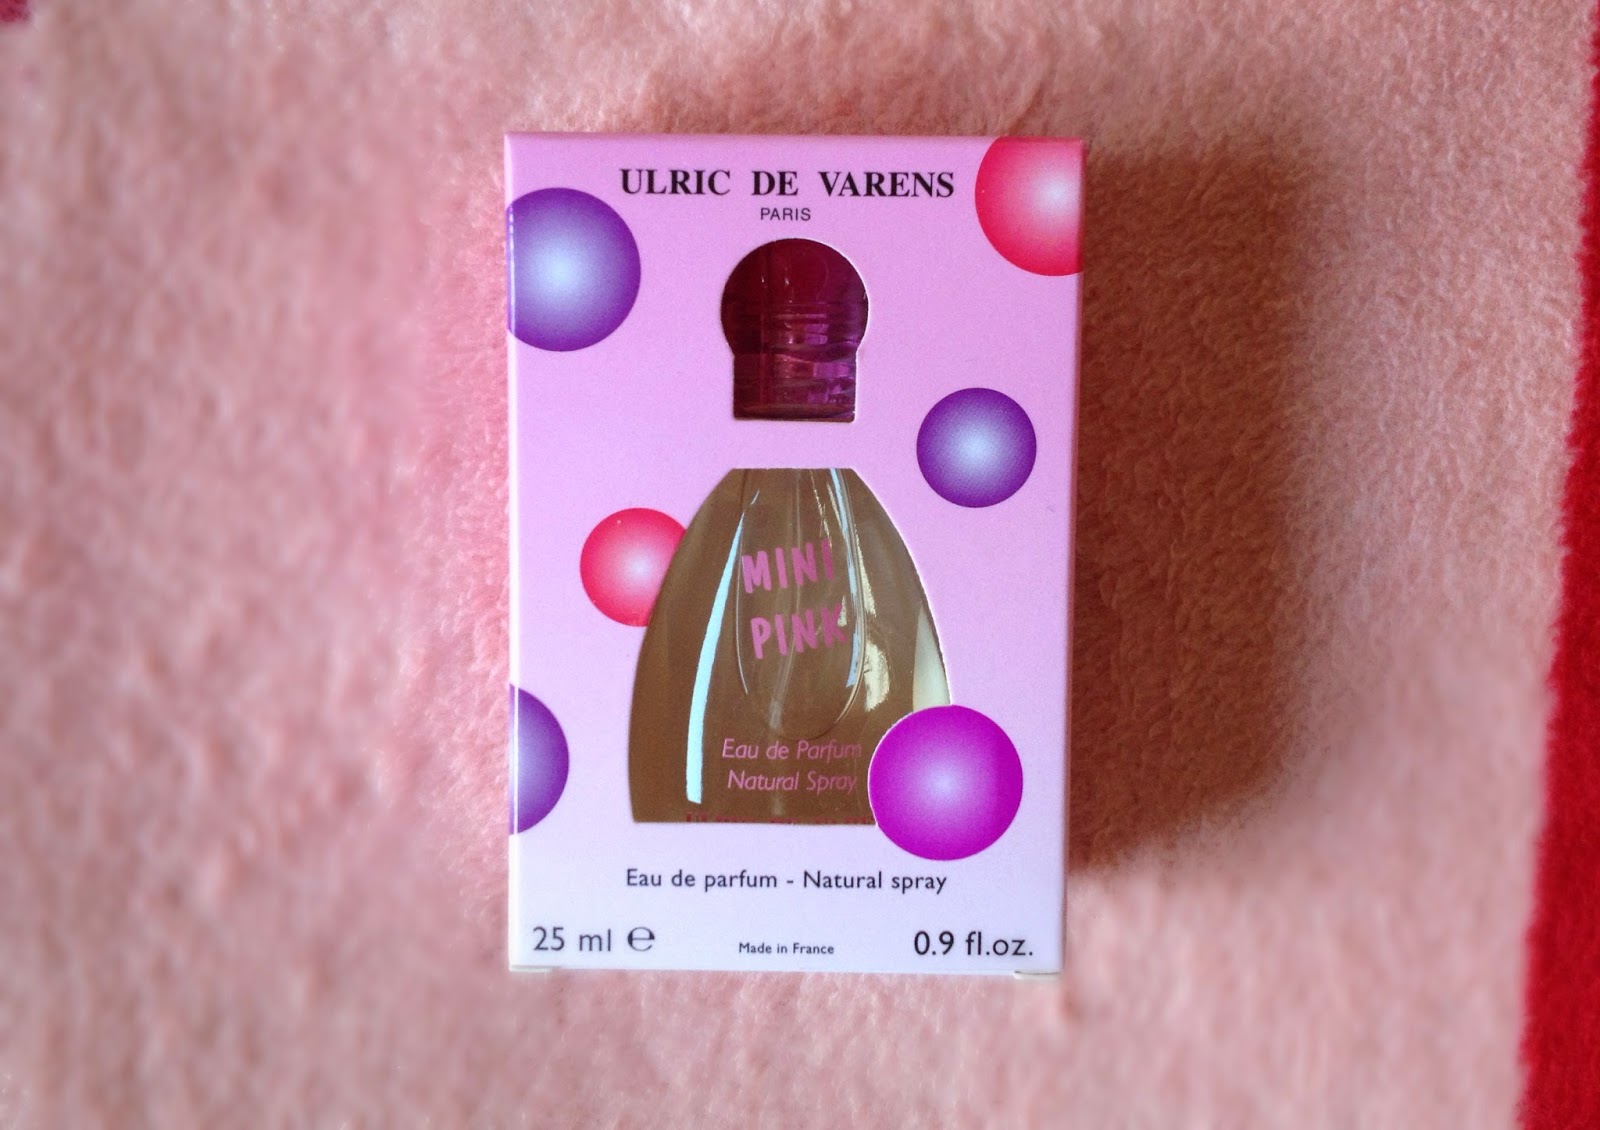 ULRIC DE VARENS
PARIS
MINI
PINK
Eau de Parfum
Natural Spray
Eau de parfum - Natural spray
25 ml ℮
Made in France
0.9 fl.oz.